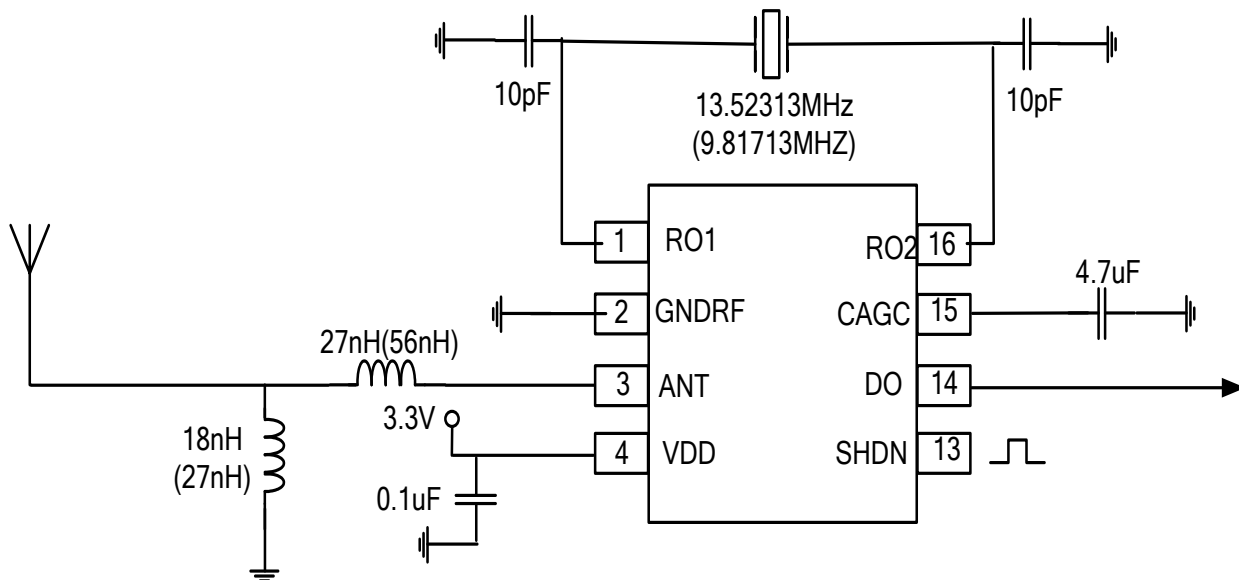 10pF
13.52313MHz
(9.81713MHZ)
10pF
1
RO1
RO2
16
2
GNDRF
CAGC
15
4.7uF
27nH(56nH)
3
ANT
DO
14
3.3V
18nH
(27nH)
4
VDD
SHDN
13
0.1uF